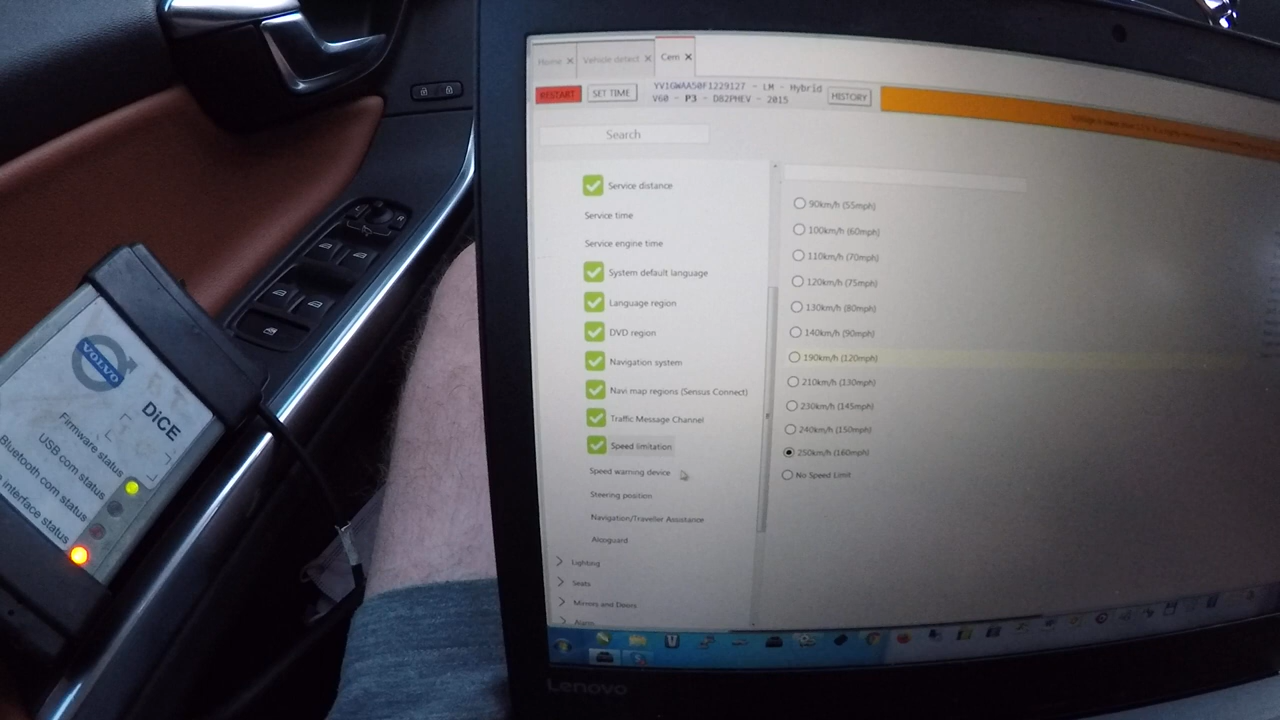 Home ✕
Vehicle detect ✕
Cem ✕
RESTART
SET TIME
YV1GWAA50F1229127 - LM - Hybrid
V60 - P3 - D82PHEV - 2015
HISTORY
Search
Service distance
Service time
Service engine time
System default language
Language region
DVD region
Navigation system
Navi map regions (Sensus Connect)
Traffic Message Channel
Speed limitation
Speed warning device
Steering position
Navigation/Traveller Assistance
Alcoguard
Lighting
Seats
Mirrors and Doors
Alarm
90km/h (55mph)
100km/h (60mph)
110km/h (70mph)
120km/h (75mph)
130km/h (80mph)
140km/h (90mph)
190km/h (120mph)
210km/h (130mph)
230km/h (145mph)
240km/h (150mph)
250km/h (160mph)
No Speed Limit
Lenovo
VOLVO
DiCE
Firmware status
USB com status
Bluetooth com status
interface status
R